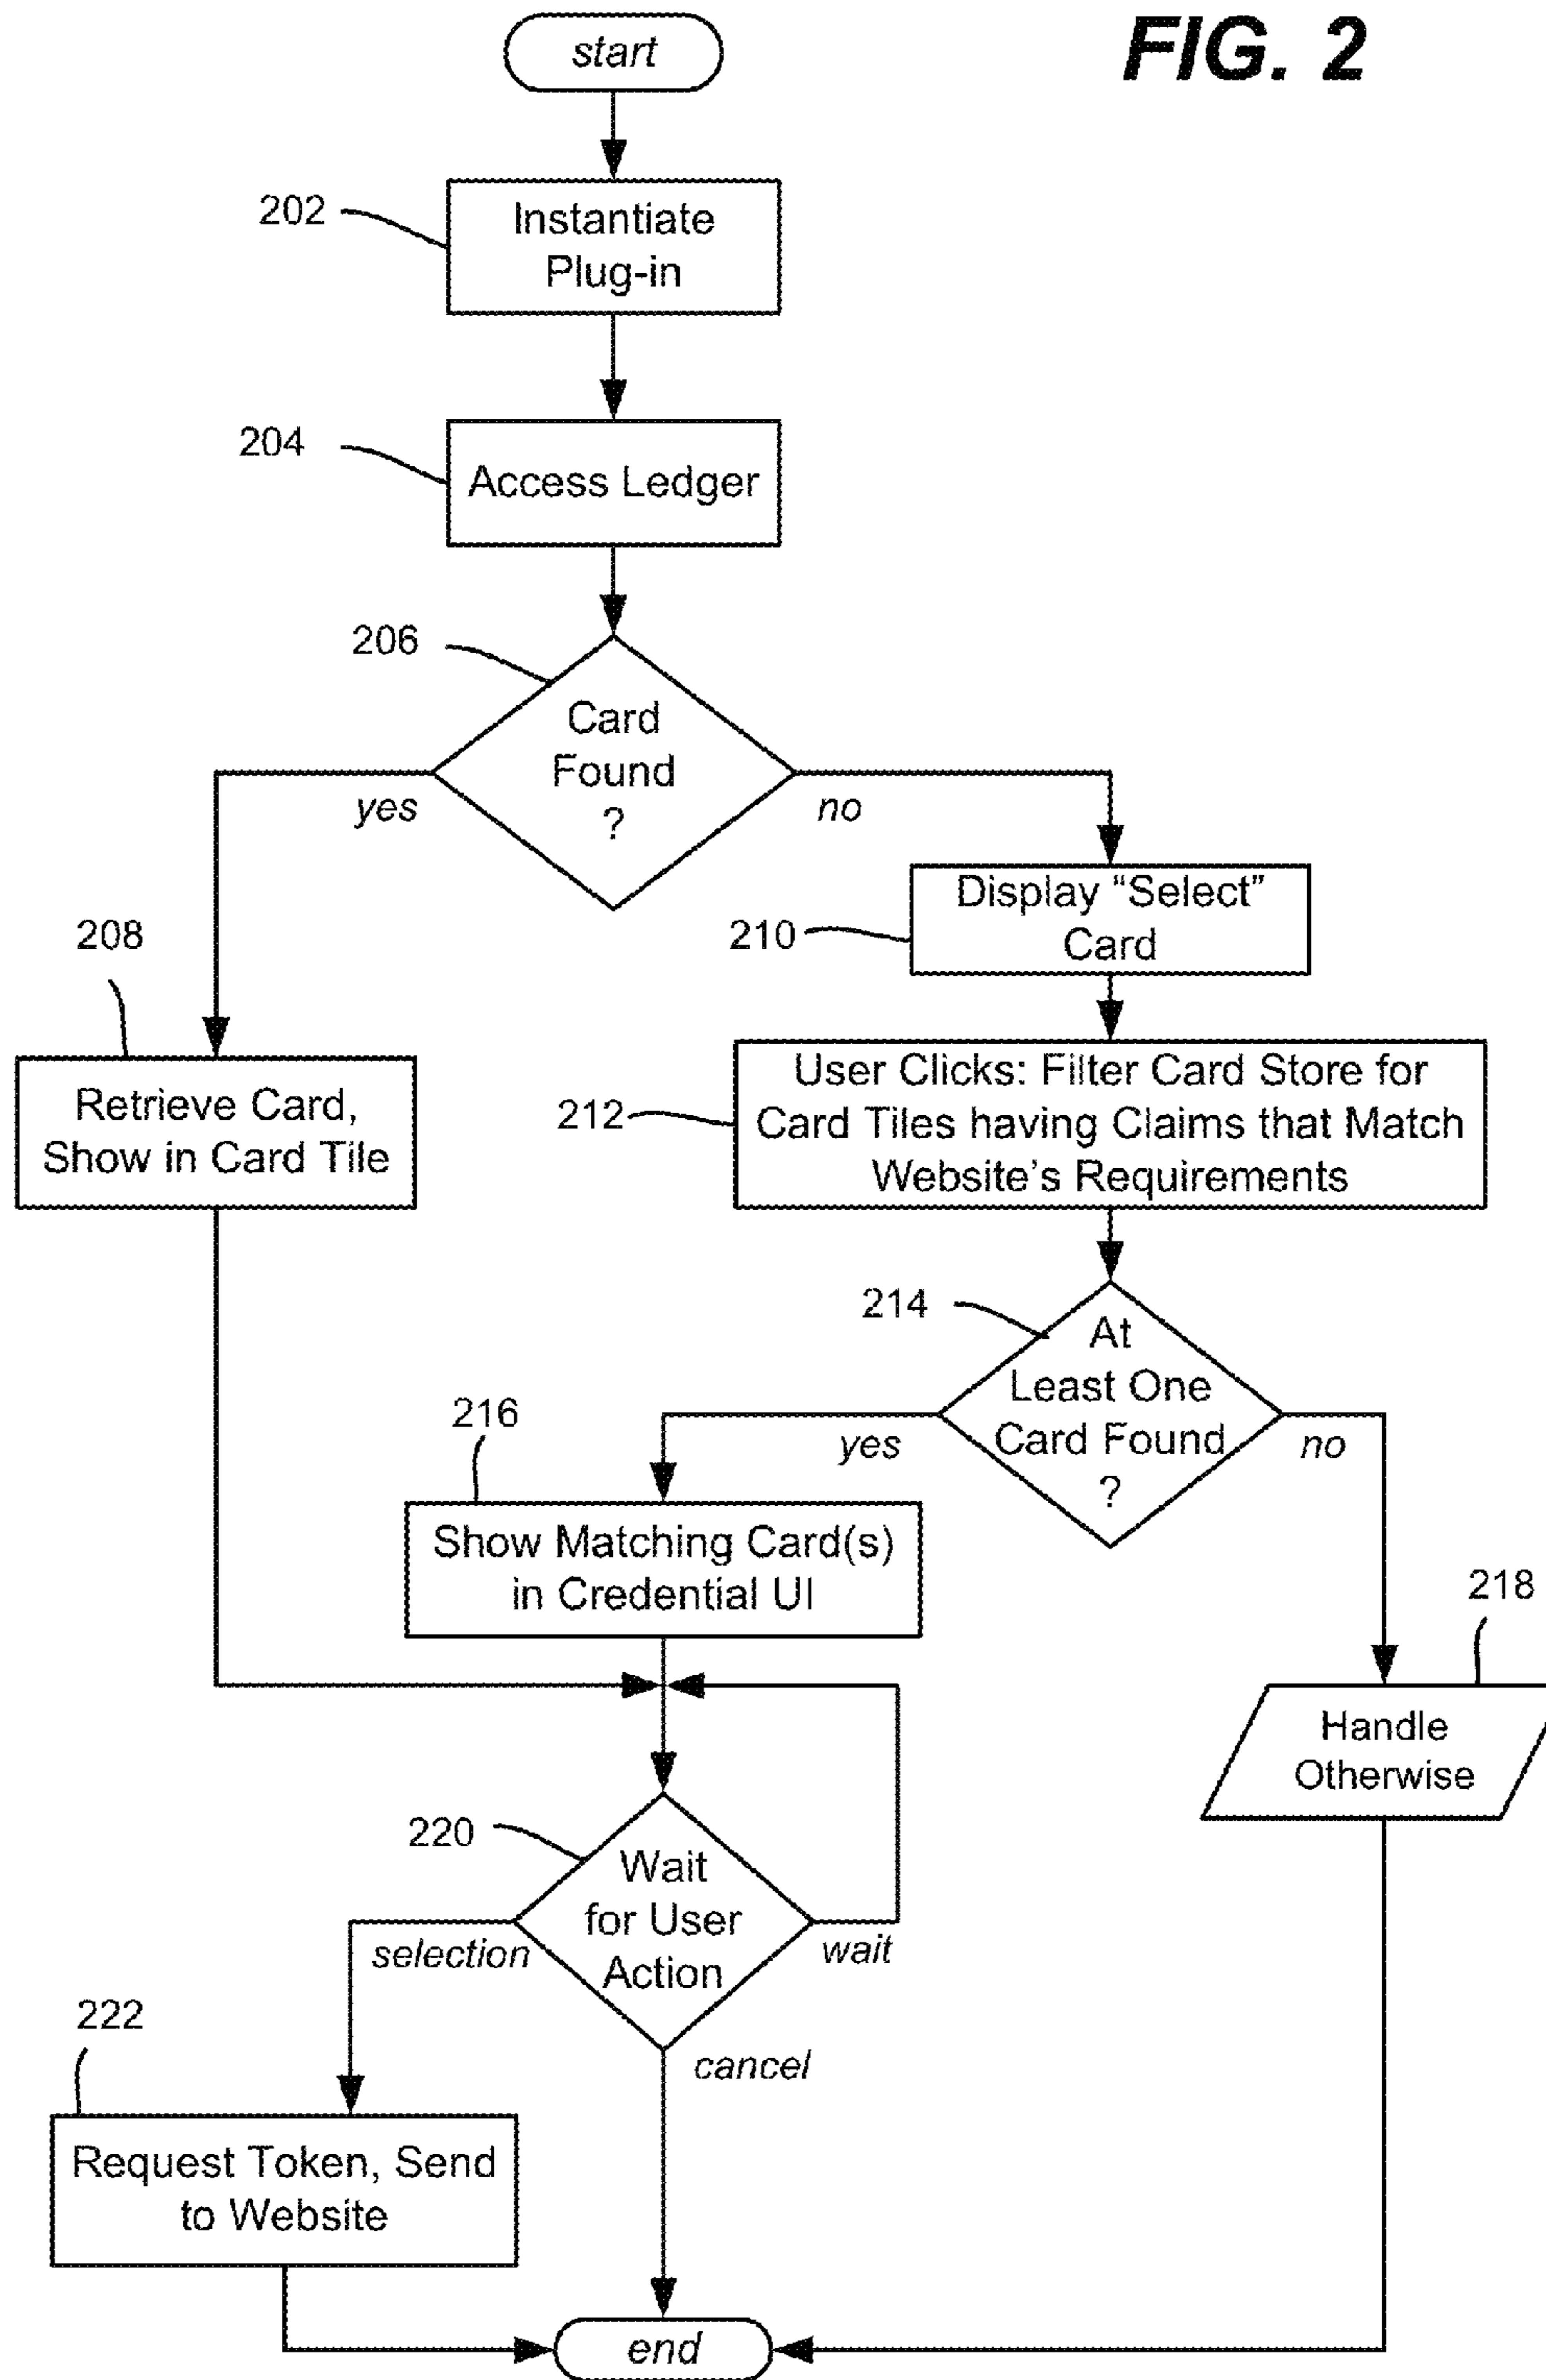 FIG. 2
start
202
Instantiate
Plug-in
204
Access Ledger
206
Card
Found
?
yes
no
208
Retrieve Card,
Show in Card Tile
210
Display “Select”
Card
212
User Clicks: Filter Card Store for
Card Tiles having Claims that Match
Website’s Requirements
214
At
Least One
Card Found
?
yes
no
216
Show Matching Card(s)
in Credential UI
218
Handle
Otherwise
220
Wait
for User
Action
selection
wait
cancel
222
Request Token, Send
to Website
end